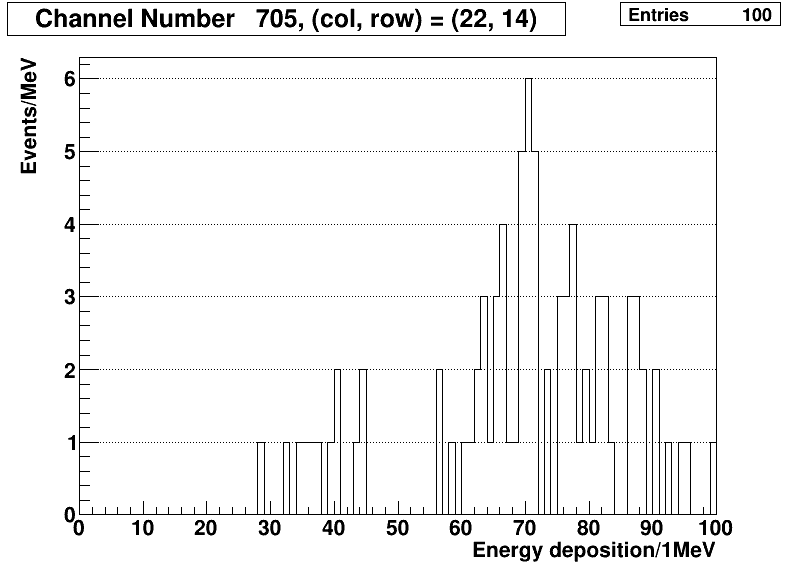 Channel Number 705, (col, row) = (22, 14)
Entries 100
Events/MeV
6
5
4
3
2
1
0
0 10 20 30 40 50 60 70 80 90 100
Energy deposition/1MeV